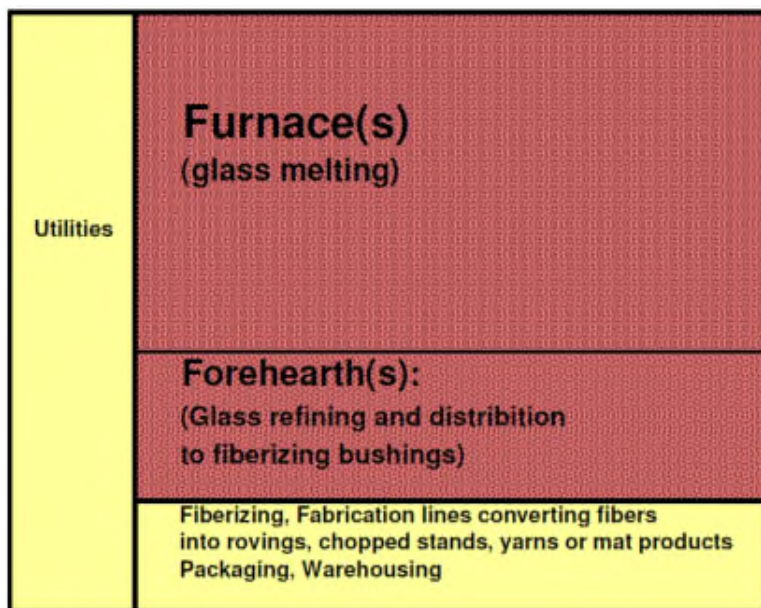 Utilities
Furnace(s)
(glass melting)
Forehearth(s):
(Glass refining and distribition
to fiberizing bushings)
Fiberizing, Fabrication lines converting fibers
into rovings, chopped stands, yarns or mat products
Packaging, Warehousing